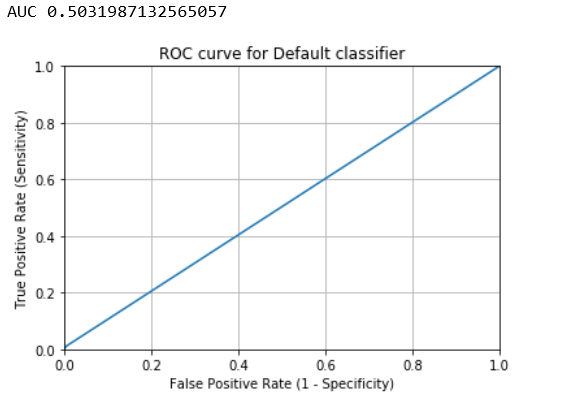 AUC 0.5031987132565057
ROC curve for Default classifier
1.0
0.8
0.6
0.4
0.2
0.0
True Positive Rate (Sensitivity)
0.0 0.2 0.4 0.6 0.8 1.0
False Positive Rate (1 - Specificity)